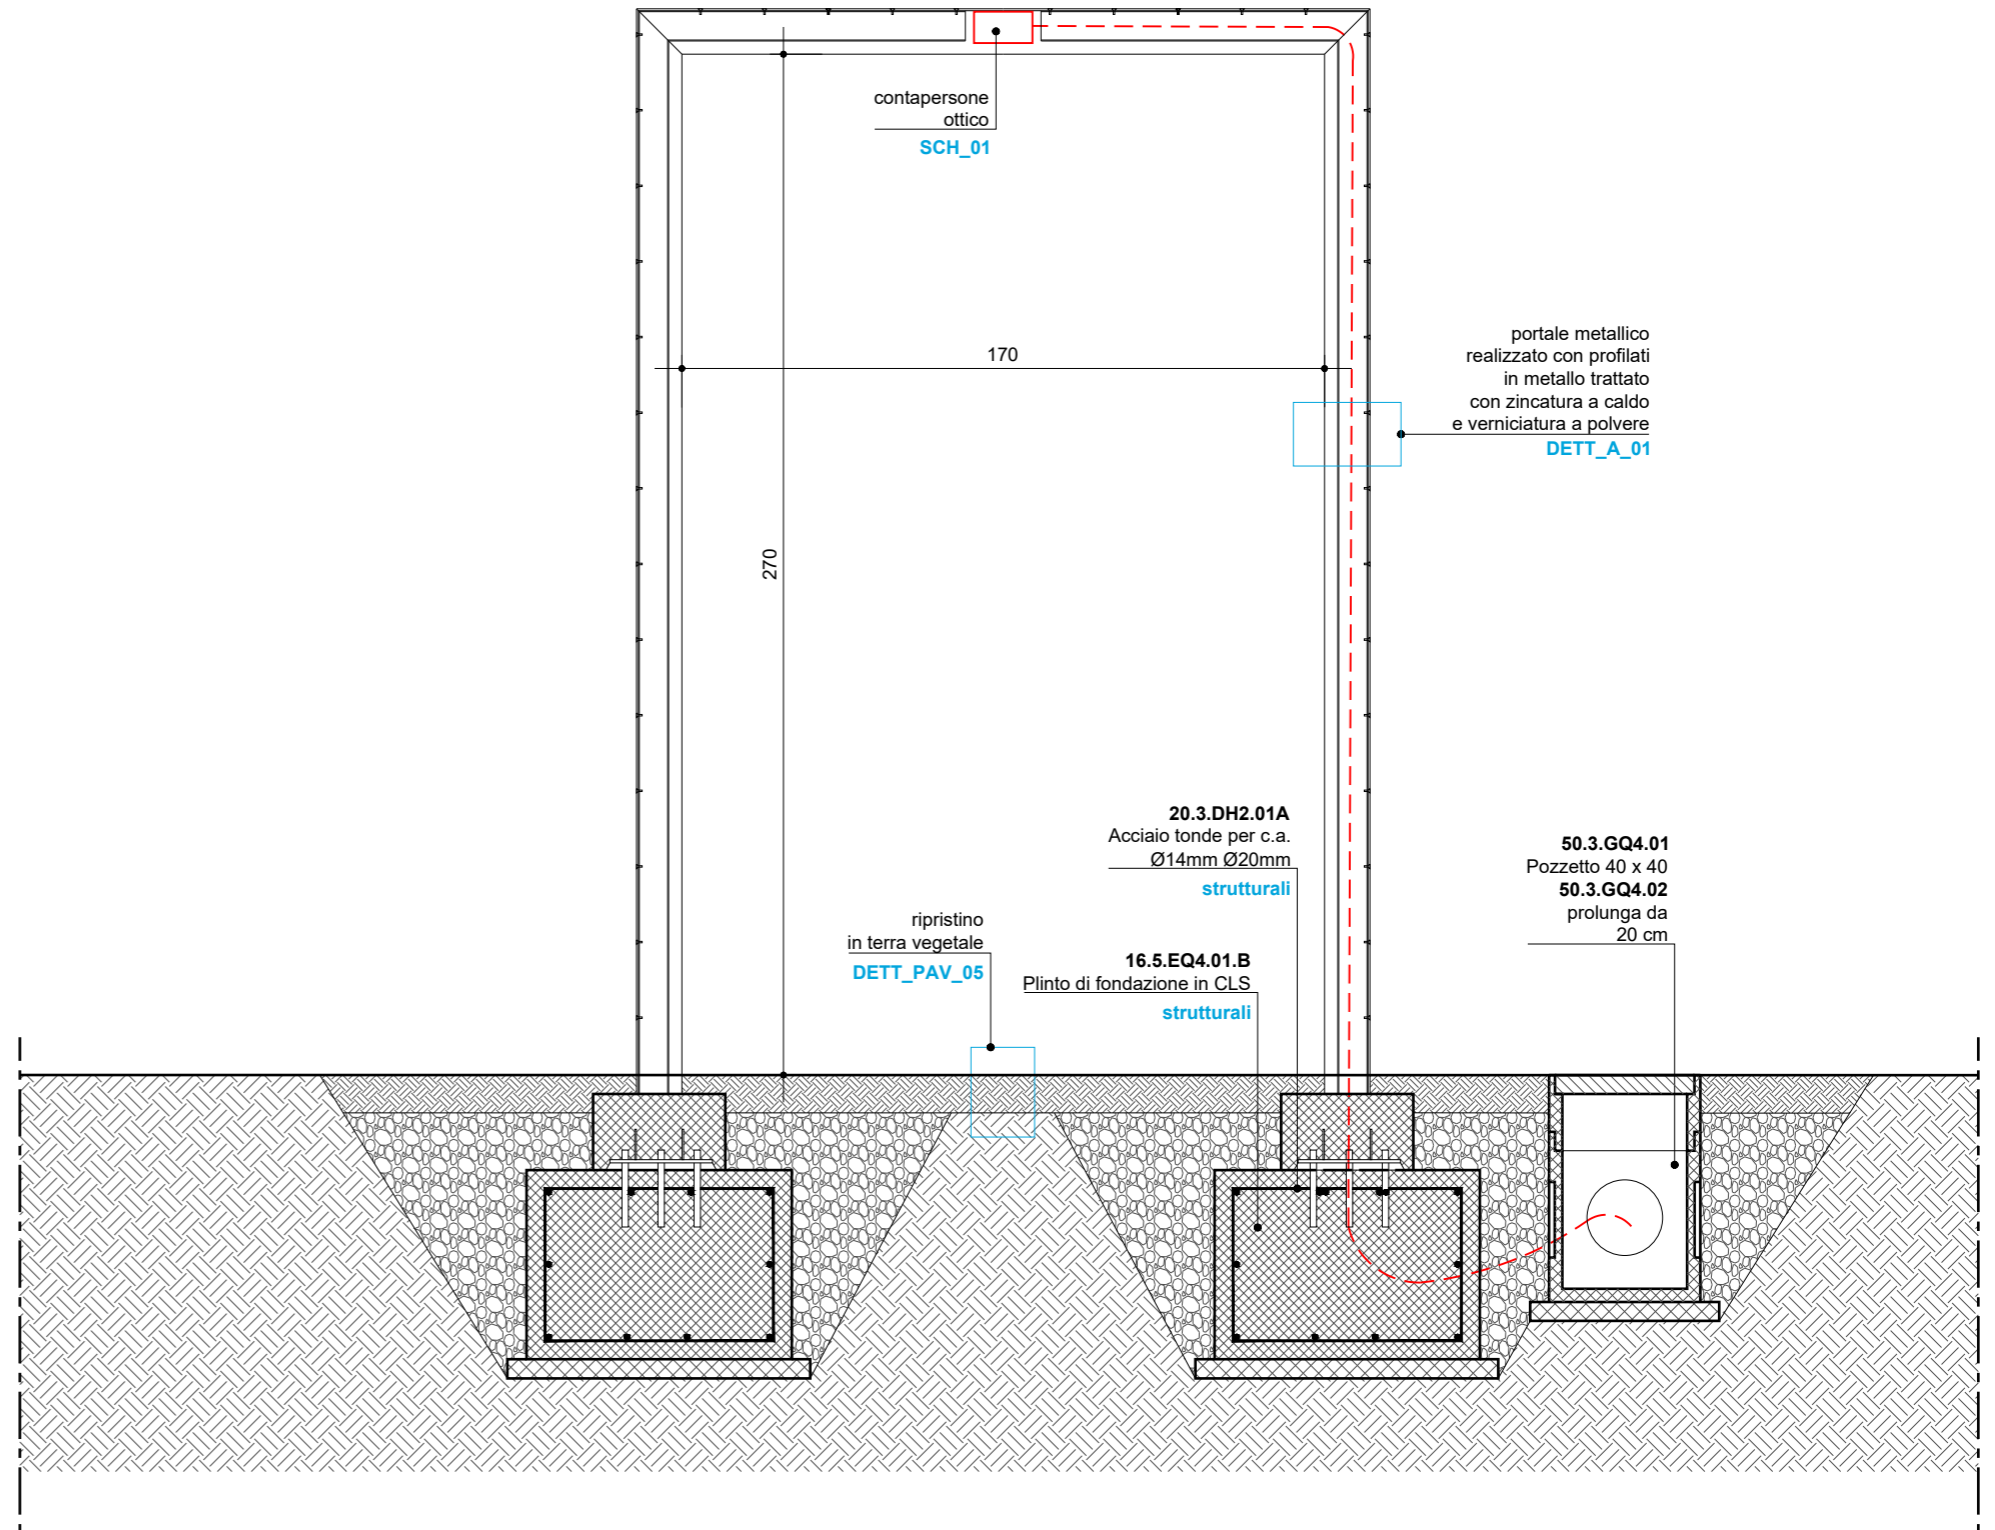 contapersone
ottico
SCH_01
170
portale metallico
realizzato con profilati
in metallo trattato
con zincatura a caldo
e verniciatura a polvere
DETT_A_01
270
20.3.DH2.01A
Acciaio tonde per c.a.
Ø14mm Ø20mm
strutturali
50.3.GQ4.01
Pozzetto 40 x 40
50.3.GQ4.02
prolunga da
20 cm
ripristino
in terra vegetale
DETT_PAV_05
16.5.EQ4.01.B
Plinto di fondazione in CLS
strutturali